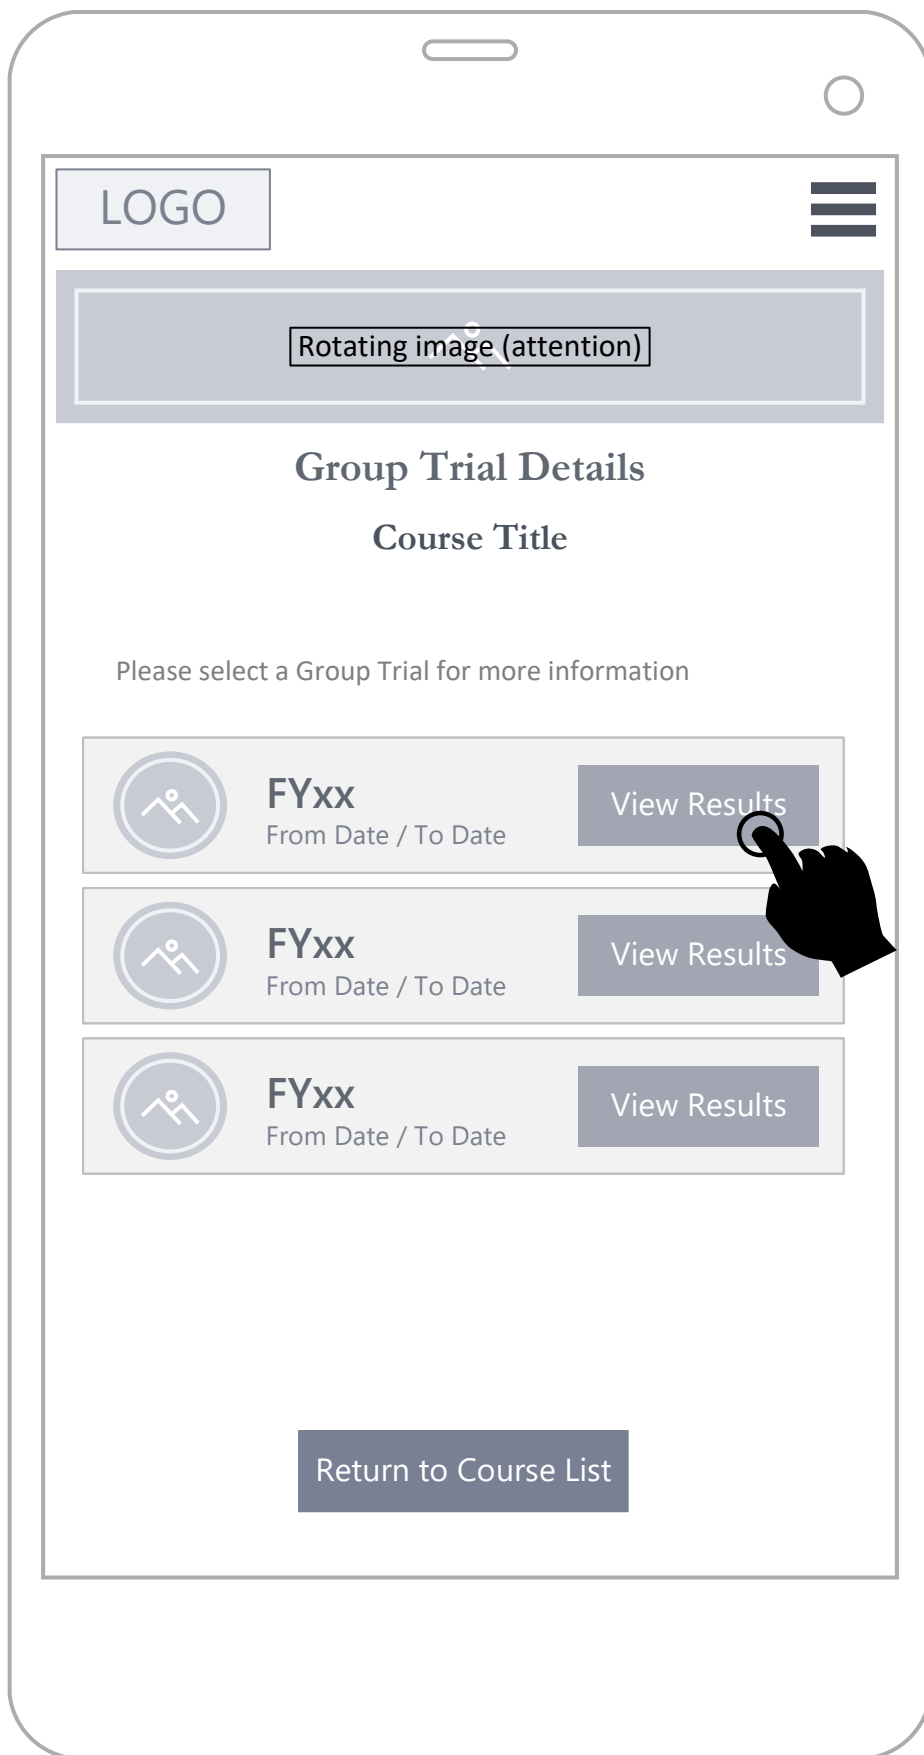 LOGO
Rotating image (attention)
Group Trial Details
Course Title
Please select a Group Trial for more information
FYxx
From Date / To Date
View Results
FYxx
From Date / To Date
View Results
FYxx
From Date / To Date
View Results
Return to Course List